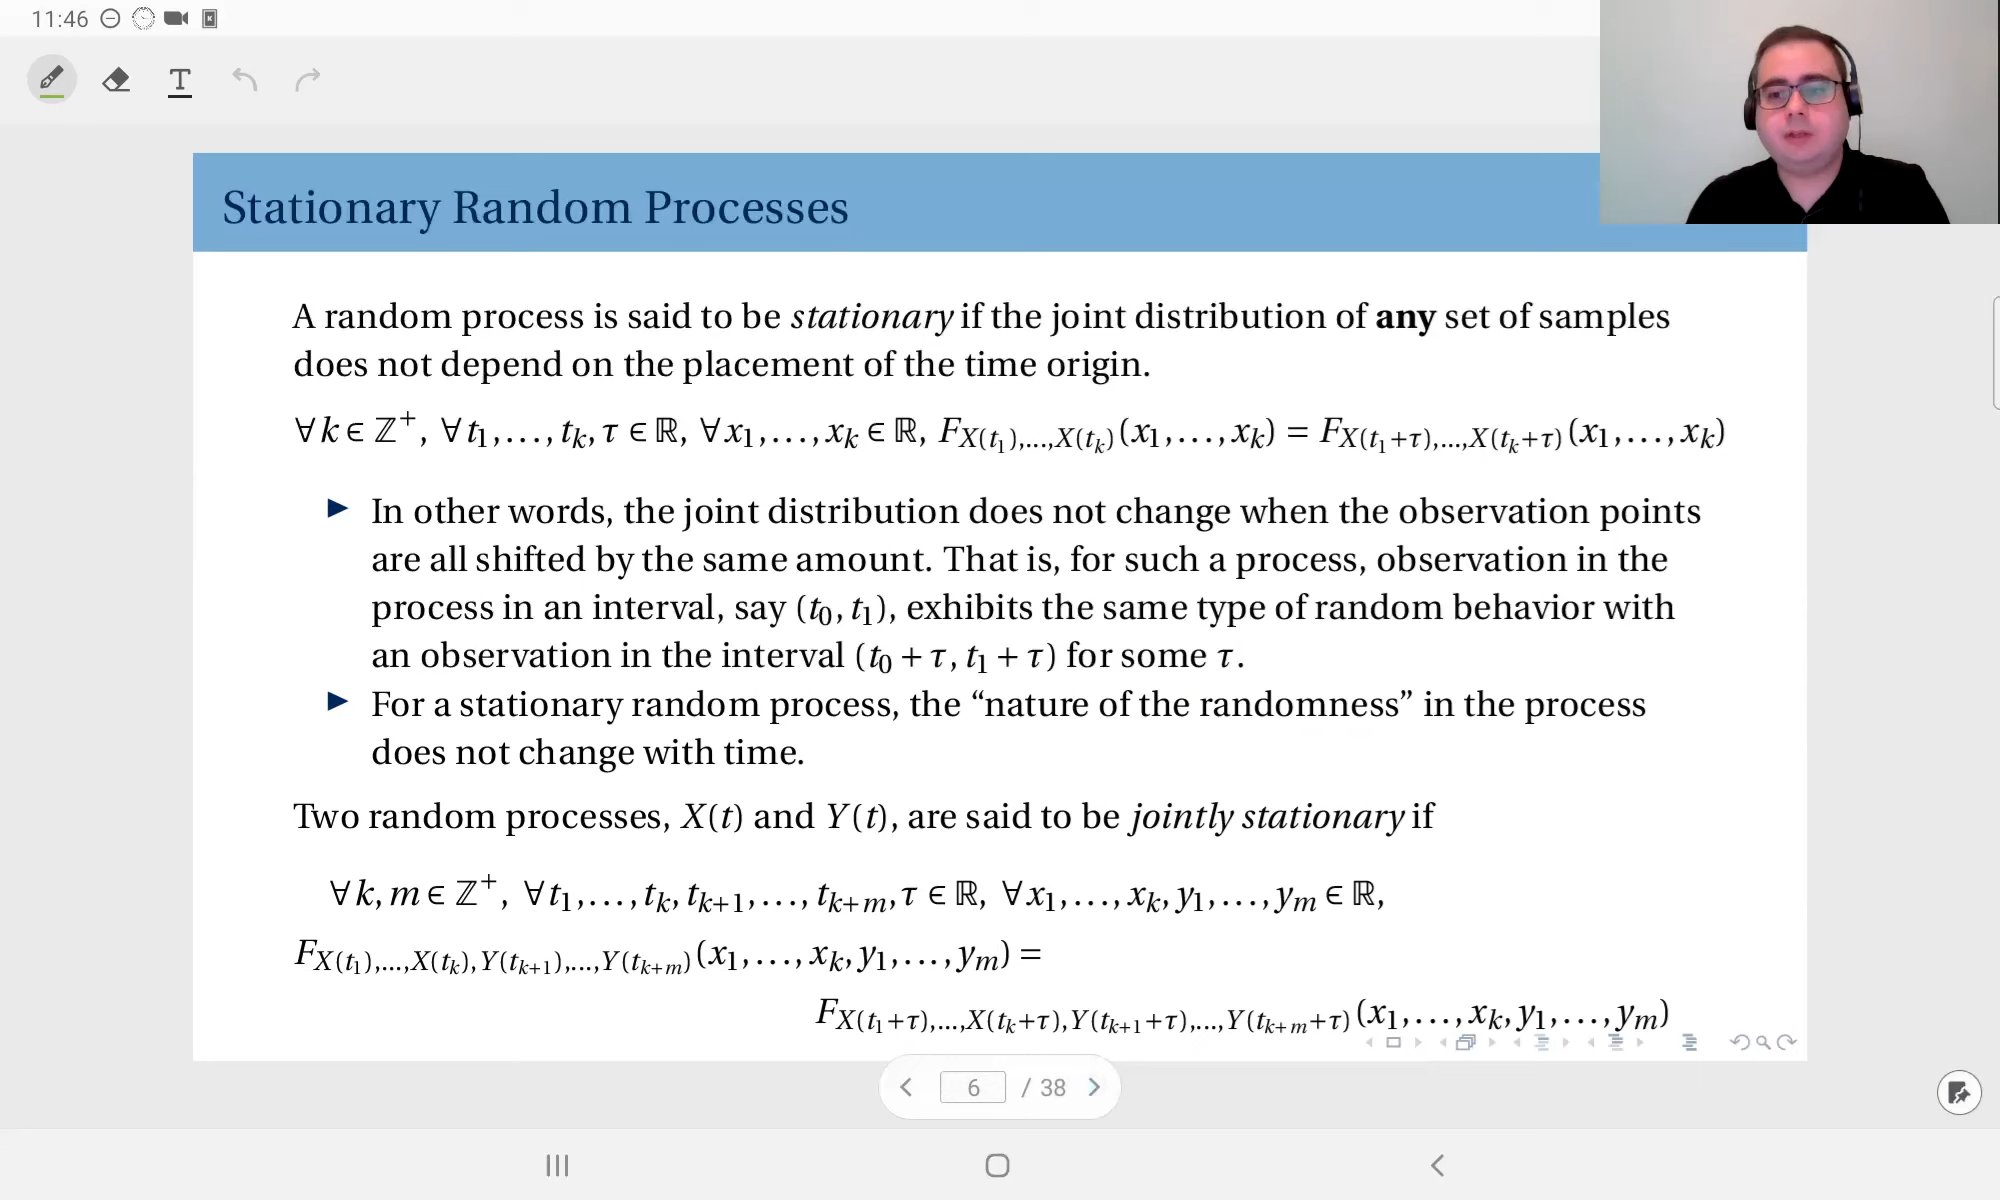 11:46
T
Stationary Random Processes
A random process is said to be stationary if the joint distribution of any set of samples
does not depend on the placement of the time origin.
∀k ∈ ℤ⁺, ∀t₁,…,tₖ,τ ∈ ℝ, ∀x₁,…,xₖ ∈ ℝ, F_{X(t₁),…,X(tₖ)}(x₁,…,xₖ) = F_{X(t₁+τ),…,X(tₖ+τ)}(x₁,…,xₖ)
▶ In other words, the joint distribution does not change when the observation points
are all shifted by the same amount. That is, for such a process, observation in the
process in an interval, say (t₀, t₁), exhibits the same type of random behavior with
an observation in the interval (t₀ + τ, t₁ + τ) for some τ.
▶ For a stationary random process, the “nature of the randomness” in the process
does not change with time.
Two random processes, X(t) and Y(t), are said to be jointly stationary if
∀k, m ∈ ℤ⁺, ∀t₁,…,tₖ,tₖ₊₁,…,tₖ₊ₘ,τ ∈ ℝ, ∀x₁,…,xₖ,y₁,…,yₘ ∈ ℝ,
F_{X(t₁),…,X(tₖ),Y(tₖ₊₁),…,Y(tₖ₊ₘ)}(x₁,…,xₖ,y₁,…,yₘ) =
F_{X(t₁+τ),…,X(tₖ+τ),Y(tₖ₊₁+τ),…,Y(tₖ₊ₘ+τ)}(x₁,…,xₖ,y₁,…,yₘ)
6 / 38